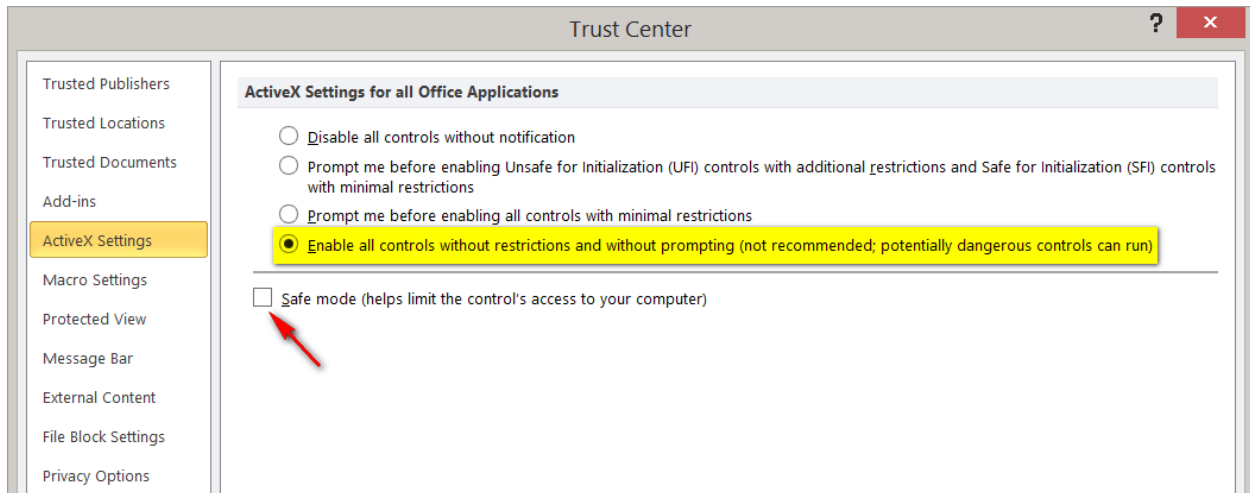 Trust Center
?
×
Trusted Publishers
Trusted Locations
Trusted Documents
Add-ins
ActiveX Settings
Macro Settings
Protected View
Message Bar
External Content
File Block Settings
Privacy Options
ActiveX Settings for all Office Applications
Disable all controls without notification
Prompt me before enabling Unsafe for Initialization (UFI) controls with additional restrictions and Safe for Initialization (SFI) controls
with minimal restrictions
Prompt me before enabling all controls with minimal restrictions
Enable all controls without restrictions and without prompting (not recommended; potentially dangerous controls can run)
Safe mode (helps limit the control's access to your computer)